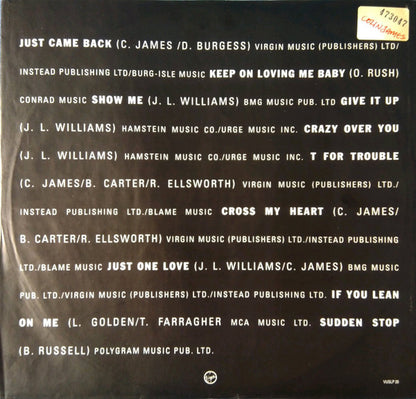 473047
COLIN JAMES
JUST CAME BACK (C. JAMES /D. BURGESS) VIRGIN MUSIC (PUBLISHERS) LTD/
INSTEAD PUBLISHING LTD/BURG-ISLE MUSIC KEEP ON LOVING ME BABY (O. RUSH)
CONRAD MUSIC SHOW ME (J. L. WILLIAMS) BMG MUSIC PUB. LTD GIVE IT UP
(J. L. WILLIAMS) HAMSTEIN MUSIC CO./URGE MUSIC INC. CRAZY OVER YOU
(J. L. WILLIAMS) HAMSTEIN MUSIC CO./URGE MUSIC INC. T FOR TROUBLE
(C. JAMES/B. CARTER/R. ELLSWORTH) VIRGIN MUSIC (PUBLISHERS) LTD./
INSTEAD PUBLISHING LTD./BLAME MUSIC CROSS MY HEART (C. JAMES/
B. CARTER/R. ELLSWORTH) VIRGIN MUSIC (PUBLISHERS) LTD./INSTEAD PUBLISHING
LTD./BLAME MUSIC JUST ONE LOVE (J. L. WILLIAMS/C. JAMES) BMG MUSIC
PUB. LTD./VIRGIN MUSIC (PUBLISHERS) LTD./INSTEAD PUBLISHING LTD. IF YOU LEAN
ON ME (L. GOLDEN/T. FARRAGHER MCA MUSIC LTD. SUDDEN STOP
(B. RUSSELL) POLYGRAM MUSIC PUB. LTD.
Virgin
VUSLP 20